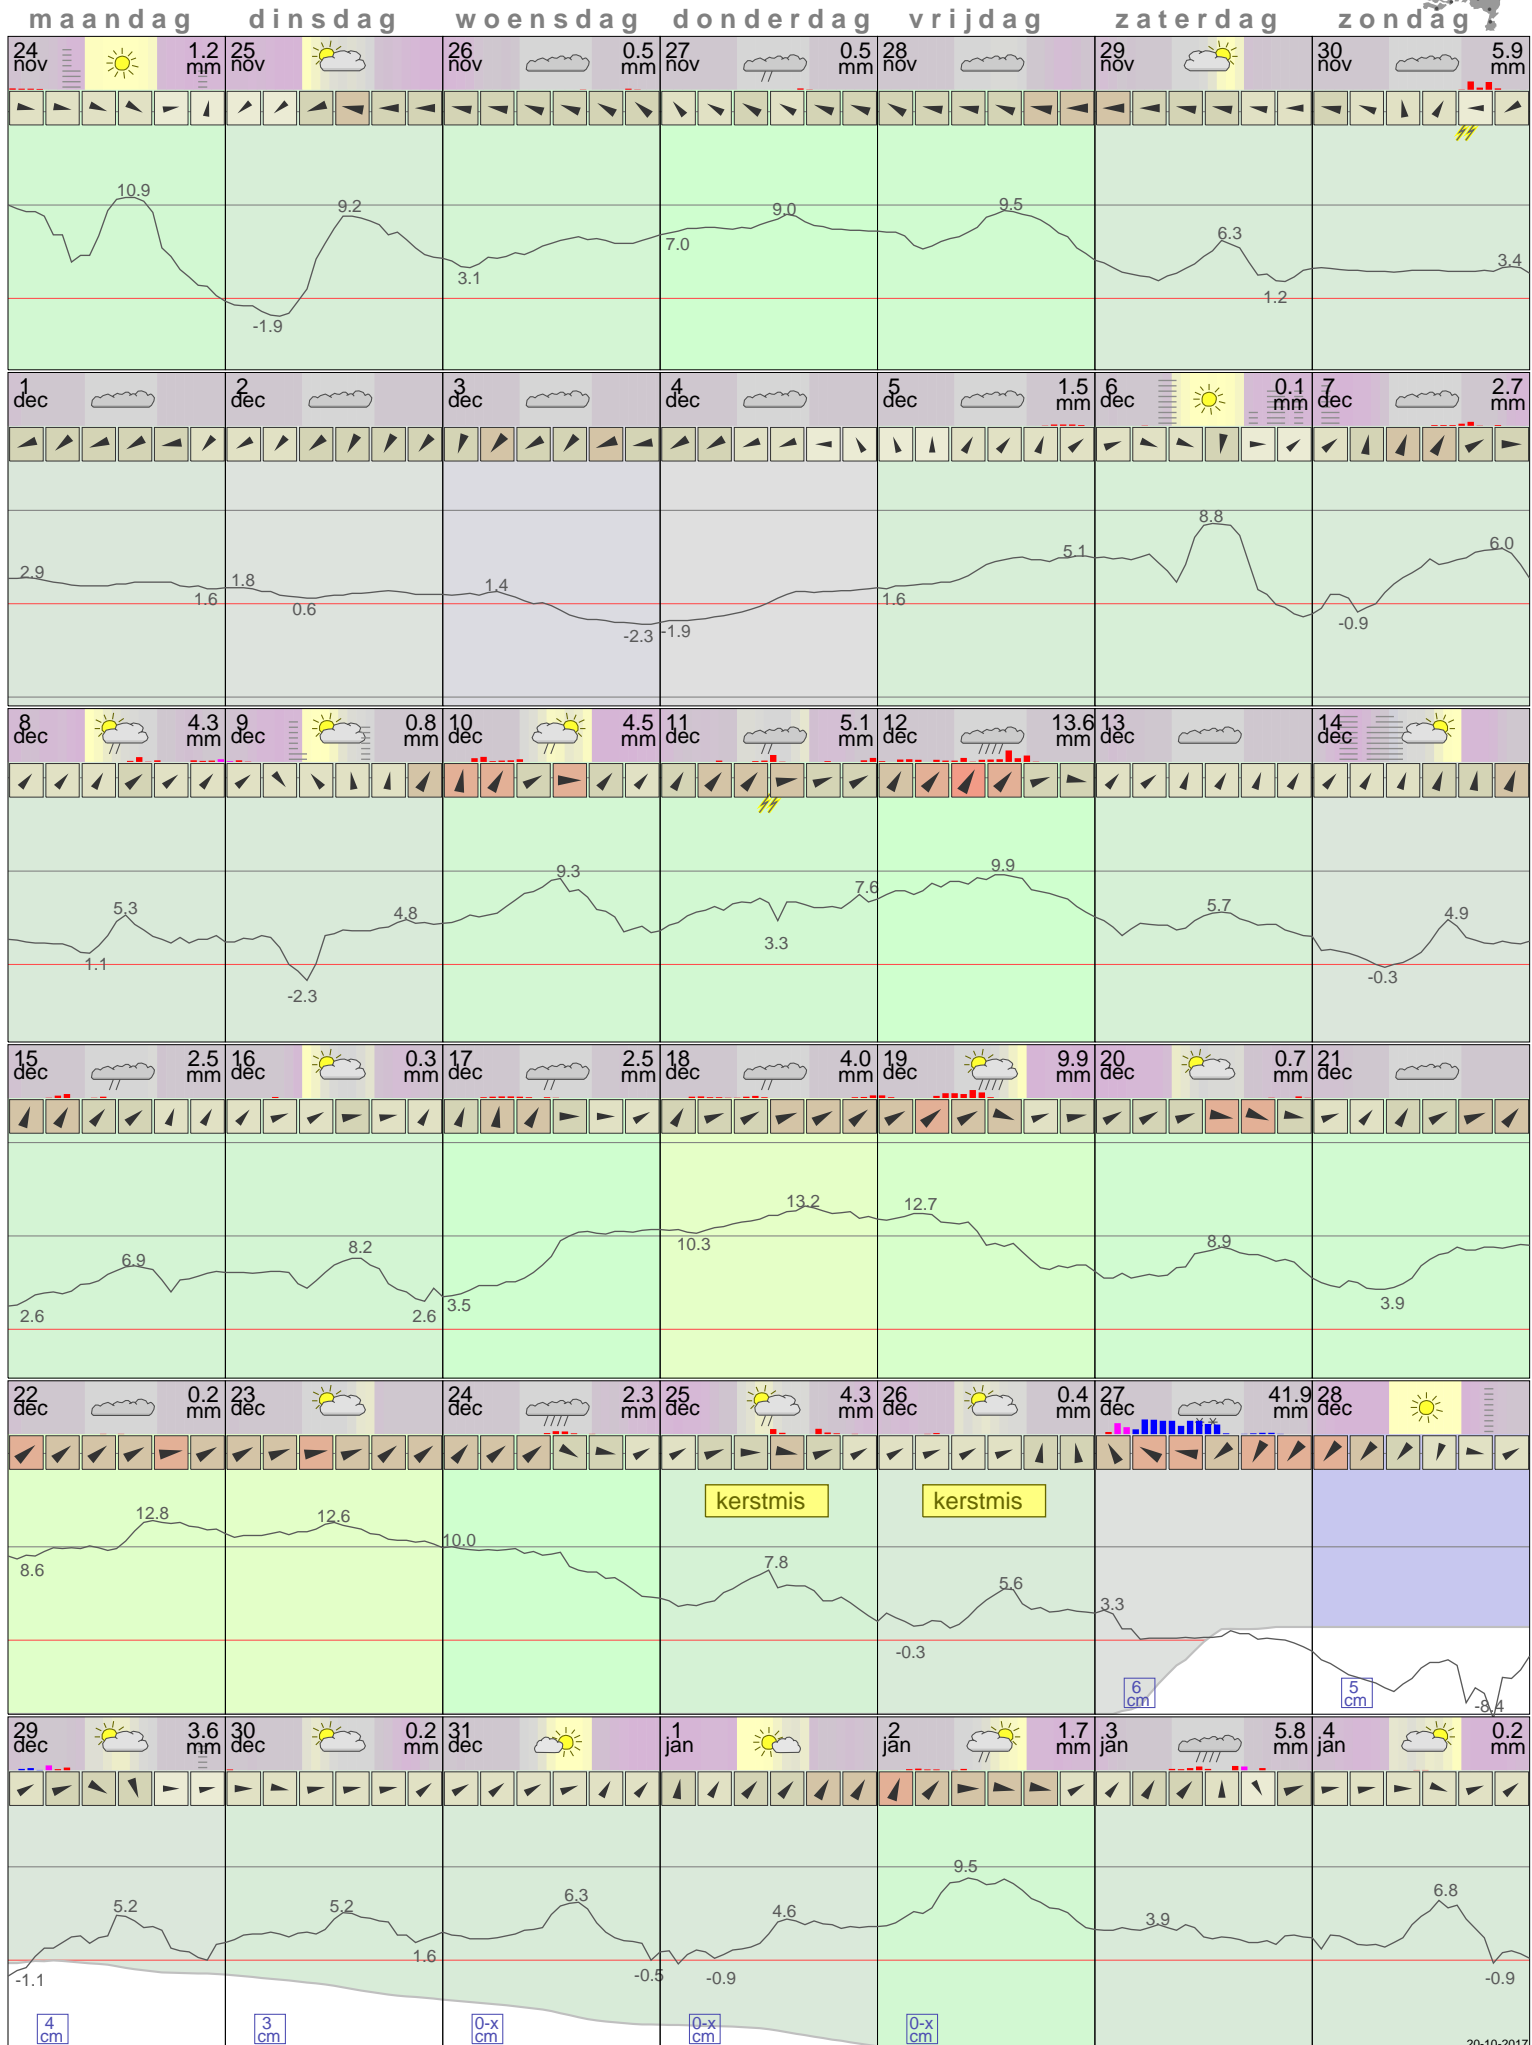 maandag dinsdag woensdag donderdag vrijdag zaterdag zondag
24 1.2 25 26 0.5 27 0.5 28 29 30 5.9
nov mm nov nov mm nov mm nov nov nov mm
10.9 9.2 9.0 9.5
7.0 6.3 3.4
3.1 1.2
-1.9
1 2 3 4 5 1.5 6 0.1 7 2.7
dec dec dec dec dec mm dec mm dec mm
8.8
2.9 1.8 1.4 5.1 6.0
1.6 0.6 1.6
-2.3 -1.9 -0.9
8 4.3 9 0.8 10 4.5 11 5.1 12 13.6 13 14
dec mm dec mm dec mm dec mm dec mm dec dec
9.3 7.6 9.9
5.3 4.8 5.7 4.9
1.1 3.3 -0.3
-2.3
15 2.5 16 0.3 17 2.5 18 4.0 19 9.9 20 0.7 21
dec mm dec mm dec mm dec mm dec mm dec mm dec
13.2 12.7
6.9 8.2 10.3 8.9
2.6 2.6 3.5 3.9
22 0.2 23 24 2.3 25 4.3 26 0.4 27 41.9 28
dec mm dec dec mm dec mm dec mm dec dec
kerstmis kerstmis
12.8 12.6
8.6 10.0 7.8 5.6 3.3
-0.3
6 5 -8.4
cm cm
29 3.6 30 0.2 31 1 2 1.7 3 5.8 4 0.2
dec mm dec mm dec jan jan mm jan mm jan mm
9.5
5.2 5.2 6.3 4.6 3.9 6.8
-1.1 1.6 -0.5 -0.9 -0.9
4 3 0-x 0-x 0-x
cm cm cm cm cm
20-10-2017